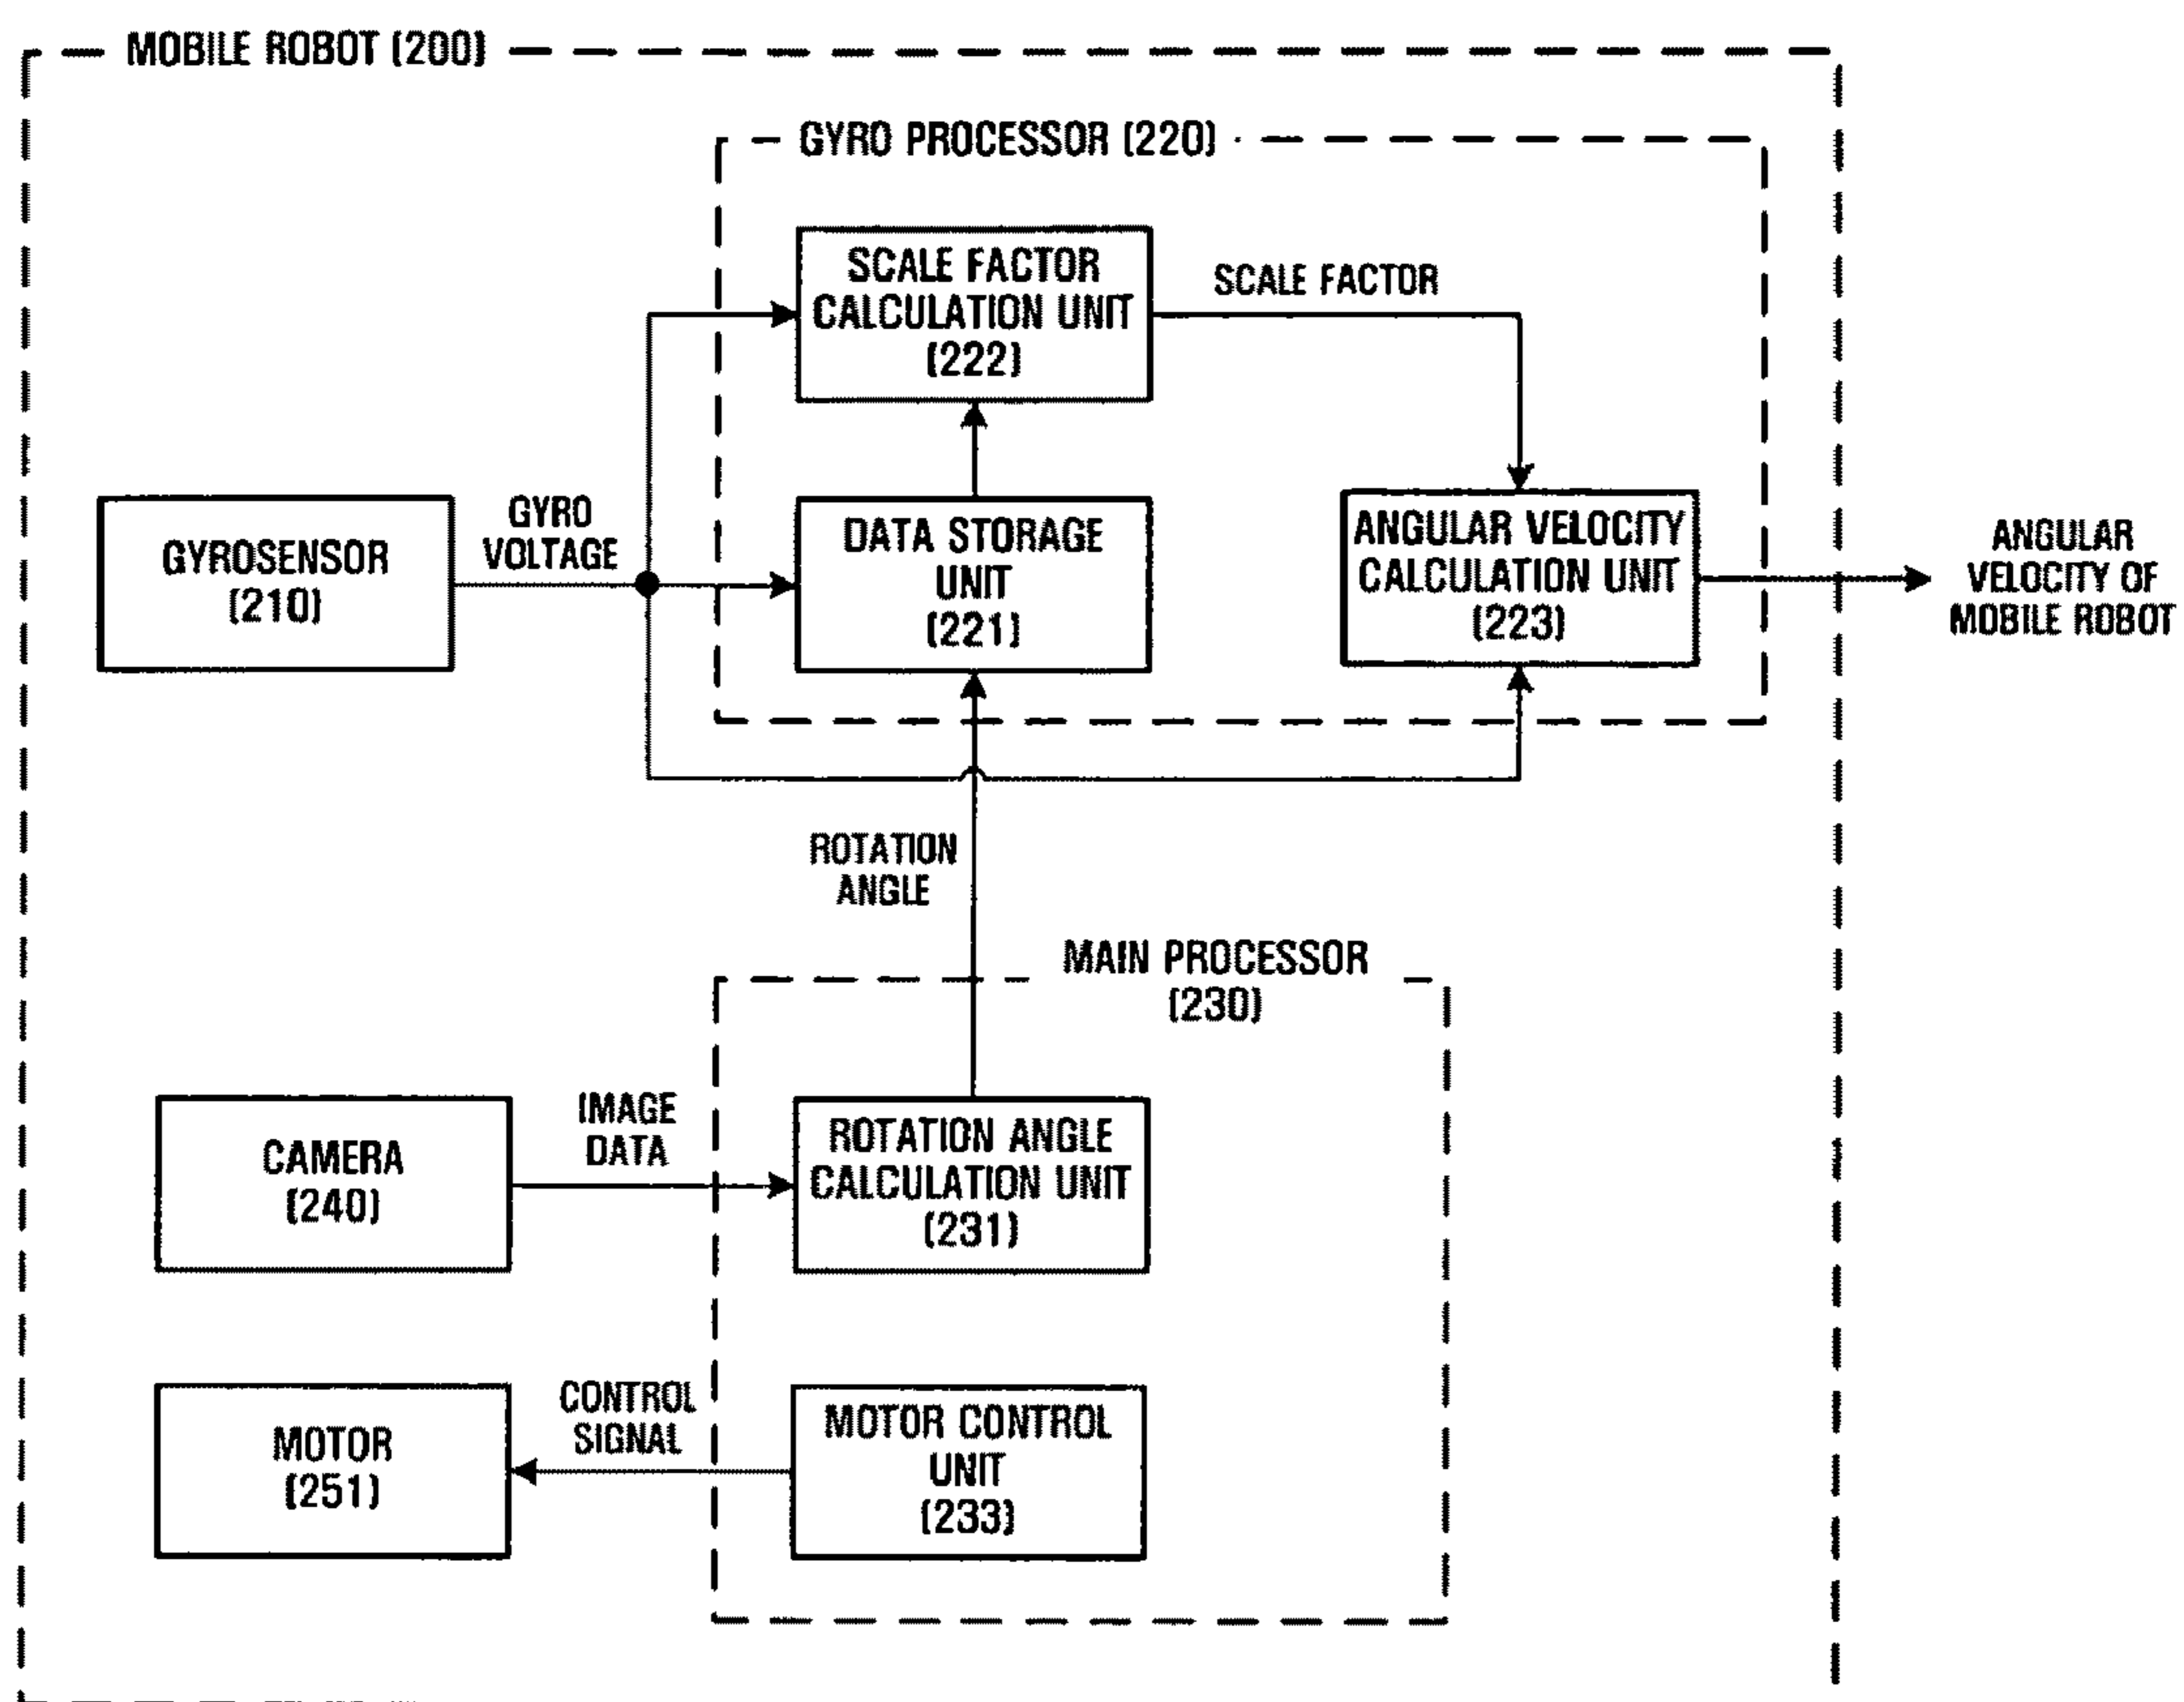 MOBILE ROBOT (200)
GYRO PROCESSOR (220)
SCALE FACTOR
CALCULATION UNIT
(222)
SCALE FACTOR
GYROSENSOR
(210)
GYRO
VOLTAGE
DATA STORAGE
UNIT
(221)
ANGULAR VELOCITY
CALCULATION UNIT
(223)
ANGULAR
VELOCITY OF
MOBILE ROBOT
ROTATION
ANGLE
MAIN PROCESSOR
(230)
CAMERA
(240)
IMAGE
DATA
ROTATION ANGLE
CALCULATION UNIT
(231)
MOTOR
(251)
CONTROL
SIGNAL
MOTOR CONTROL
UNIT
(233)